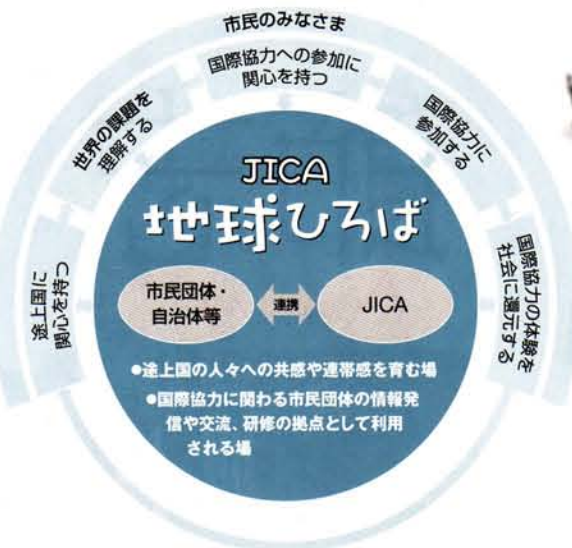 市民のみなさま
途上国に
関心を持つ
世界の課題を
理解する
国際協力への参加に
関心を持つ
国際協力に
参加する
国際協力の体験を
社会に還元する
JICA
地球ひろば
市民団体・
自治体等
連携
JICA
●途上国の人々への共感や連帯感を育む場
●国際協力に関わる市民団体の情報発
信や交流、研修の拠点として利用
される場